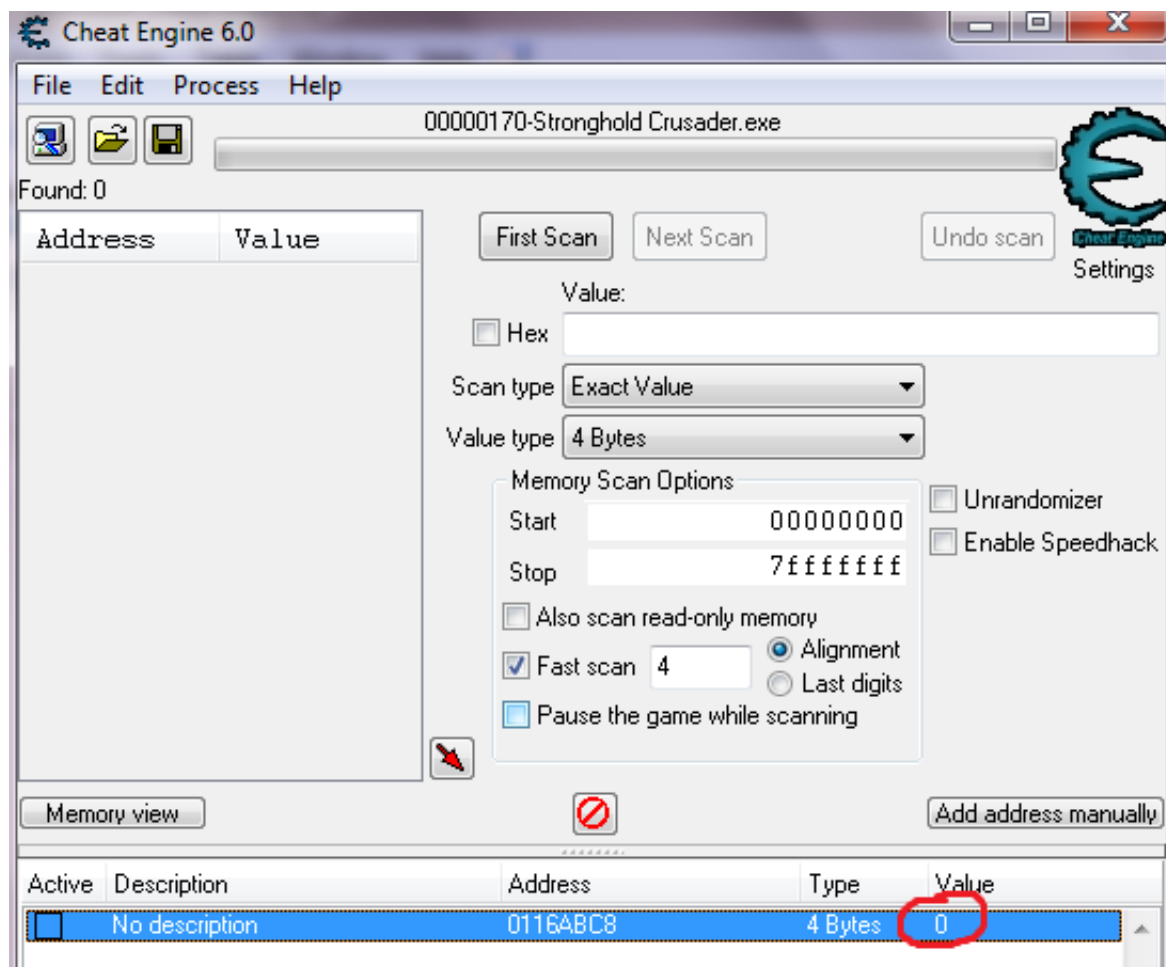 Cheat Engine 6.0
File Edit Process Help
00000170-Stronghold Crusader.exe
Found: 0
Address Value
First Scan Next Scan Undo scan
Cheat Engine
Settings
Value:
Hex
Scan type Exact Value
Value type 4 Bytes
Memory Scan Options
Start 00000000
Unrandomizer
Stop 7fffffff
Enable Speedhack
Also scan read-only memory
Fast scan 4 Alignment
Last digits
Pause the game while scanning
Memory view Add address manually
Active Description Address Type Value
No description 0116ABC8 4 Bytes 0